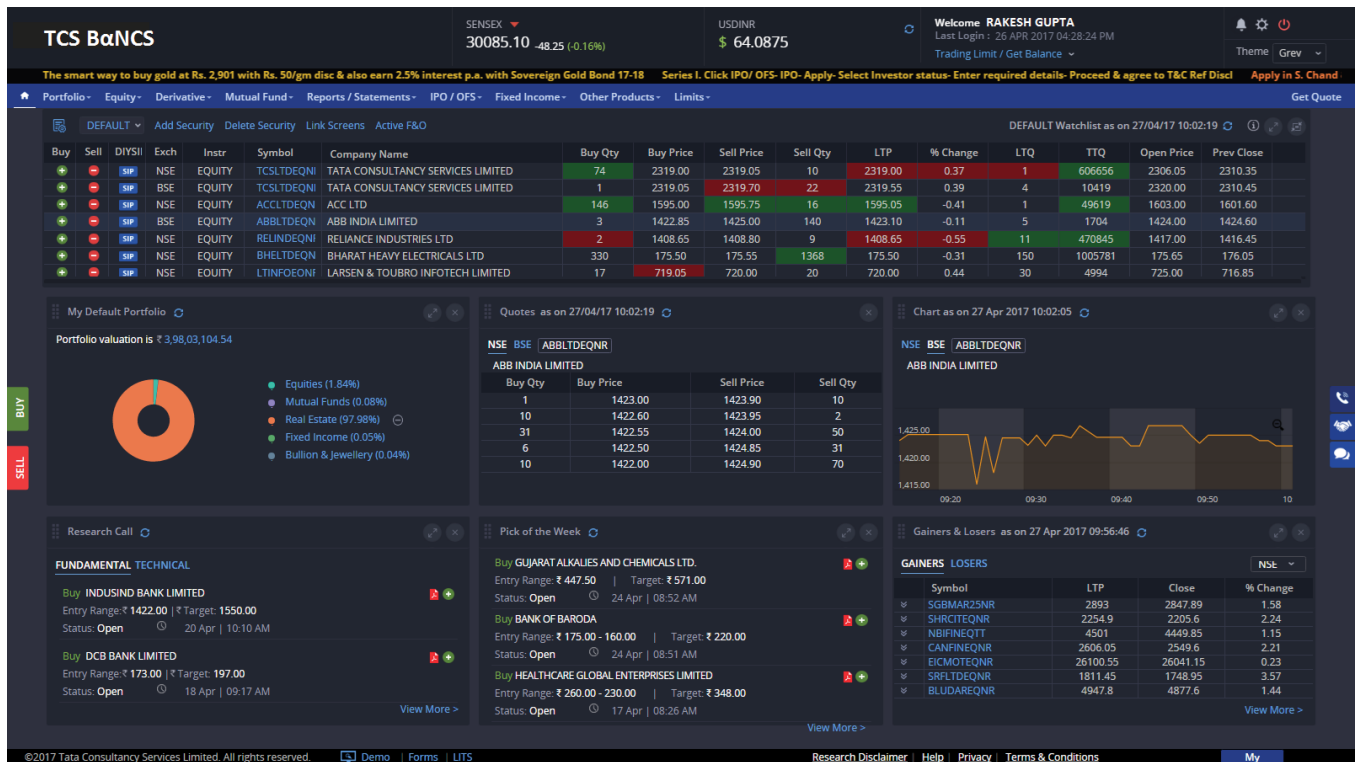 TCS BαNCS
SENSEX
30085.10 -48.25 (-0.16%)
USDINR
$ 64.0875
Welcome RAKESH GUPTA
Last Login : 26 APR 2017 04:28:24 PM
Trading Limit / Get Balance
Theme Grev
The smart way to buy gold at Rs. 2,901 with Rs. 50/gm disc & also earn 2.5% interest p.a. with Sovereign Gold Bond 17-18 Series I. Click IPO/ OFS- IPO- Apply- Select Investor status- Enter required details- Proceed & agree to T&C Ref Discl Apply in S. Chand
Portfolio Equity Derivative Mutual Fund Reports / Statements IPO / OFS Fixed Income Other Products Limits Get Quote
DEFAULT Add Security Delete Security Link Screens Active F&O DEFAULT Watchlist as on 27/04/17 10:02:19
Buy Sell DIYSII Exch Instr Symbol Company Name Buy Qty Buy Price Sell Price Sell Qty LTP % Change LTQ TTQ Open Price Prev Close
SIP NSE EQUITY TCSLTDEQNI TATA CONSULTANCY SERVICES LIMITED 74 2319.00 2319.05 10 2319.00 0.37 1 606656 2306.05 2310.35
SIP BSE EQUITY TCSLTDEQNI TATA CONSULTANCY SERVICES LIMITED 1 2319.05 2319.70 22 2319.55 0.39 4 10419 2320.00 2310.45
SIP NSE EQUITY ACCLTDEQN ACC LTD 146 1595.00 1595.75 16 1595.05 -0.41 1 49619 1603.00 1601.60
SIP BSE EQUITY ABBLTDEQN ABB INDIA LIMITED 3 1422.85 1425.00 140 1423.10 -0.11 5 1704 1424.00 1424.60
SIP NSE EQUITY RELINDEQNI RELIANCE INDUSTRIES LTD 2 1408.65 1408.80 9 1408.65 -0.55 11 470845 1417.00 1416.45
SIP NSE EQUITY BHELTDEQN BHARAT HEAVY ELECTRICALS LTD 330 175.50 175.55 1368 175.50 -0.31 150 1005781 175.65 176.05
SIP NSE EQUITY LTINFOEQNI LARSEN & TOUBRO INFOTECH LIMITED 17 719.05 720.00 20 720.00 0.44 30 4994 725.00 716.85
BUY
SELL
My Default Portfolio
Portfolio valuation is ₹ 3,98,03,104.54
Equities (1.84%)
Mutual Funds (0.08%)
Real Estate (97.98%)
Fixed Income (0.05%)
Bullion & Jewellery (0.04%)
Quotes as on 27/04/17 10:02:19
NSE BSE ABBLTDEQNR
ABB INDIA LIMITED
Buy Qty Buy Price Sell Price Sell Qty
1 1423.00 1423.90 10
10 1422.60 1423.95 2
31 1422.55 1424.00 50
6 1422.50 1424.85 31
10 1422.00 1424.90 70
Chart as on 27 Apr 2017 10:02:05
NSE BSE ABBLTDEQNR
ABB INDIA LIMITED
1,425.00
1,420.00
1,415.00
09:20 09:30 09:40 09:50 10
Research Call
FUNDAMENTAL TECHNICAL
Buy INDUSIND BANK LIMITED
Entry Range:₹ 1422.00 | ₹ Target: 1550.00
Status: Open 20 Apr | 10:10 AM
Buy DCB BANK LIMITED
Entry Range:₹ 173.00 | ₹ Target: 197.00
Status: Open 18 Apr | 09:17 AM
View More >
Pick of the Week
Buy GUJARAT ALKALIES AND CHEMICALS LTD.
Entry Range: ₹ 447.50 | Target: ₹ 571.00
Status: Open 24 Apr | 08:52 AM
Buy BANK OF BARODA
Entry Range: ₹ 175.00 - 160.00 | Target: ₹ 220.00
Status: Open 24 Apr | 08:51 AM
Buy HEALTHCARE GLOBAL ENTERPRISES LIMITED
Entry Range: ₹ 260.00 - 230.00 | Target: ₹ 348.00
Status: Open 17 Apr | 08:26 AM
View More >
Gainers & Losers as on 27 Apr 2017 09:56:46
GAINERS LOSERS NSE
Symbol LTP Close % Change
SGBMAR25NR 2893 2847.89 1.58
SHRCITEQNR 2254.9 2205.6 2.24
NBIFINEQTT 4501 4449.85 1.15
CANFINEQNR 2606.05 2549.6 2.21
EICMOTEQNR 26100.55 26041.15 0.23
SRFLTDEQNR 1811.45 1748.95 3.57
BLUDAREQNR 4947.8 4877.6 1.44
View More >
©2017 Tata Consultancy Services Limited. All rights reserved. Demo | Forms | LITS Research Disclaimer | Help | Privacy | Terms & Conditions My